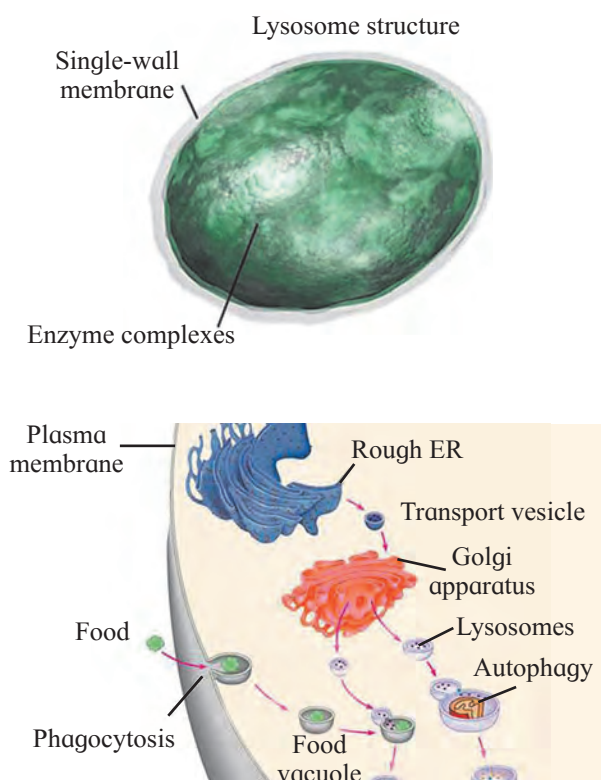 Lysosome structure
Single-wall
membrane
Enzyme complexes
Plasma
membrane
Rough ER
Transport vesicle
Golgi
apparatus
Food
Lysosomes
Autophagy
Phagocytosis
Food
vacuole